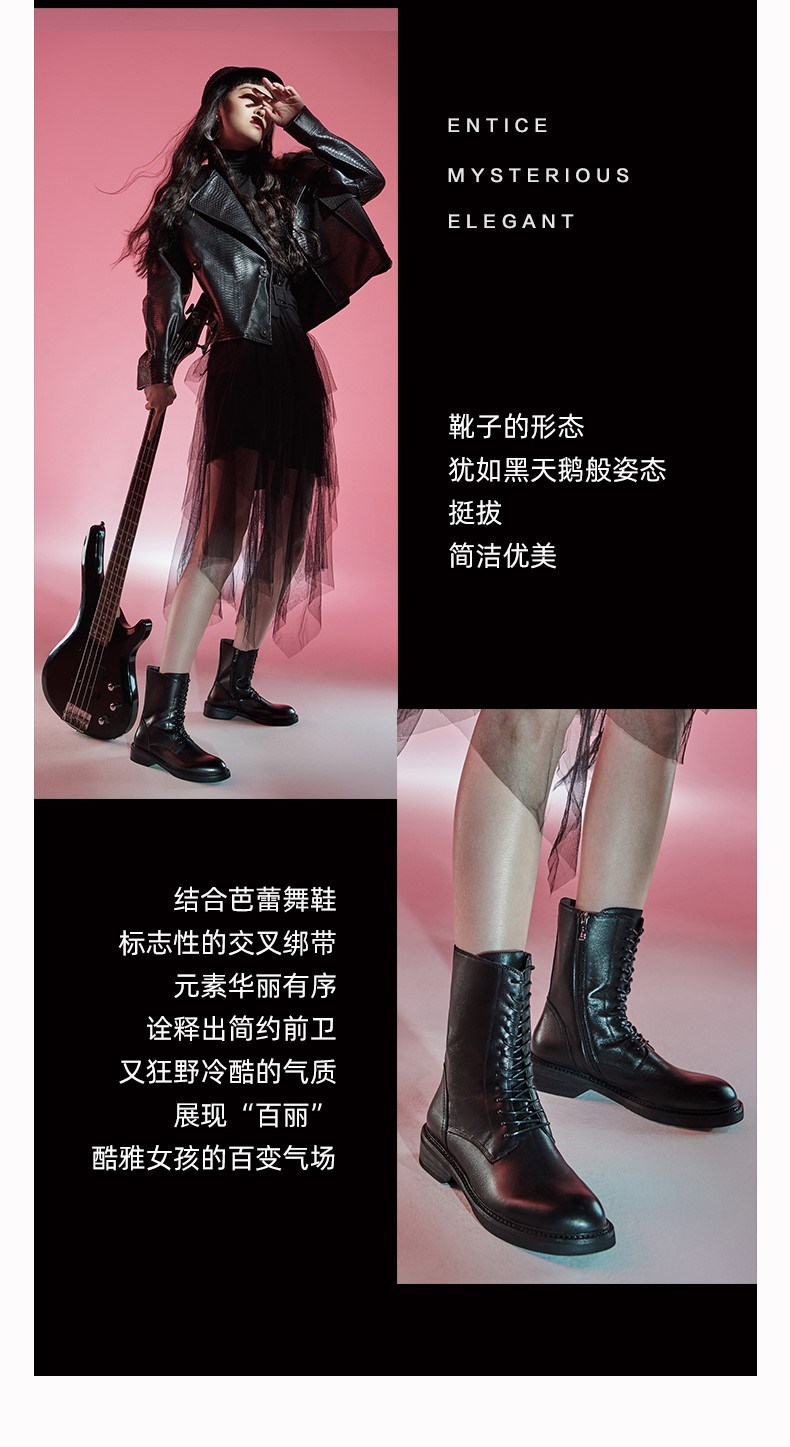 ENTICE
MYSTERIOUS
ELEGANT
靴子的形态
犹如黑天鹅般姿态
挺拔
简洁优美
结合芭蕾舞鞋
标志性的交叉绑带
元素华丽有序
诠释出简约前卫
又狂野冷酷的气质
展现“百丽”
酷雅女孩的百变气场